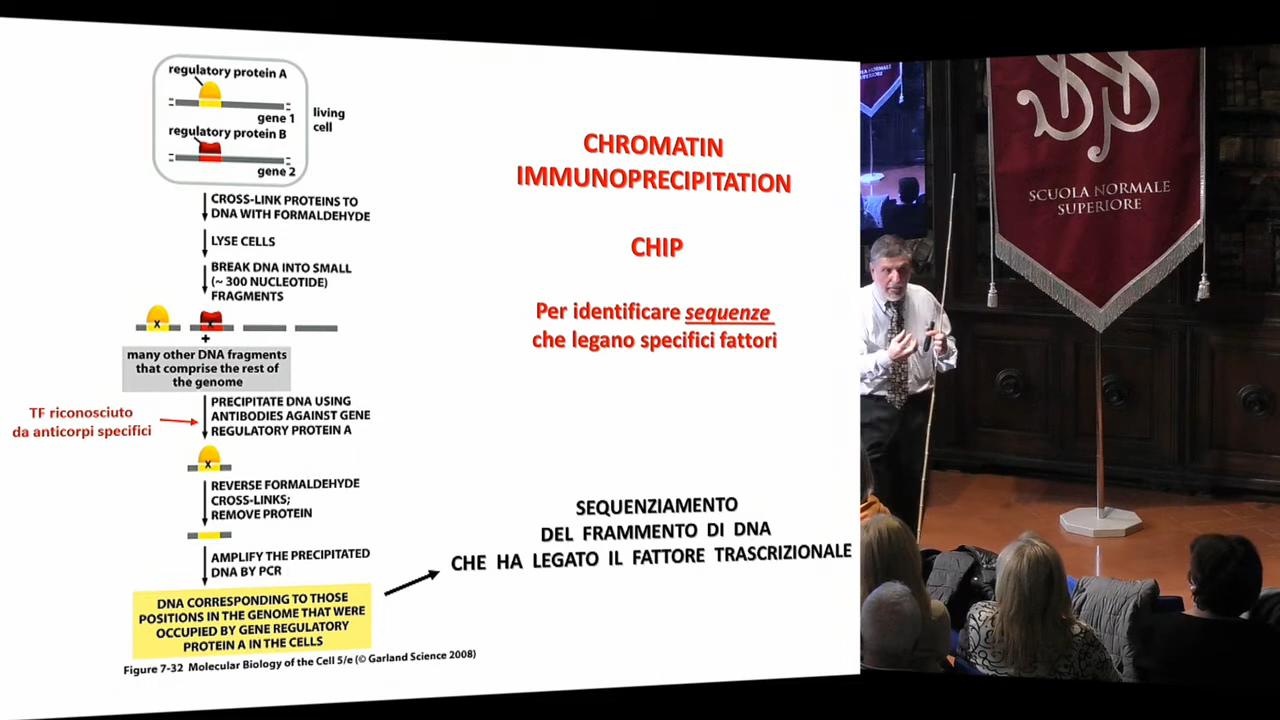 regulatory protein A
gene 1
regulatory protein B
gene 2
living
cell
CROSS-LINK PROTEINS TO
DNA WITH FORMALDEHYDE
LYSE CELLS
BREAK DNA INTO SMALL
(~ 300 NUCLEOTIDE)
FRAGMENTS
x
x
+
many other DNA fragments
that comprise the rest of
the genome
TF riconosciuto
da anticorpi specifici
PRECIPITATE DNA USING
ANTIBODIES AGAINST GENE
REGULATORY PROTEIN A
x
REVERSE FORMALDEHYDE
CROSS-LINKS;
REMOVE PROTEIN
AMPLIFY THE PRECIPITATED
DNA BY PCR
DNA CORRESPONDING TO THOSE
POSITIONS IN THE GENOME THAT WERE
OCCUPIED BY GENE REGULATORY
PROTEIN A IN THE CELLS
Figure 7-32 Molecular Biology of the Cell 5/e (© Garland Science 2008)
CHROMATIN
IMMUNOPRECIPITATION
CHIP
Per identificare sequenze
che legano specifici fattori
SEQUENZIAMENTO
DEL FRAMMENTO DI DNA
CHE HA LEGATO IL FATTORE TRASCRIZIONALE
SCUOLA NORMALE
SUPERIORE